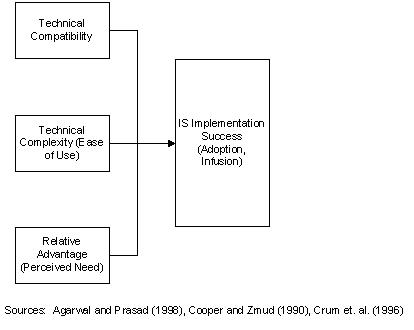 Technical
Compatibility
Technical
Complexity (Ease
of Use)
Relative
Advantage
(Perceived Need)
IS Implementation
Success
(Adoption,
Infusion)
Sources:  Agarwal and Prasad (1998), Cooper and Zmud (1990), Crum et. al. (1996)